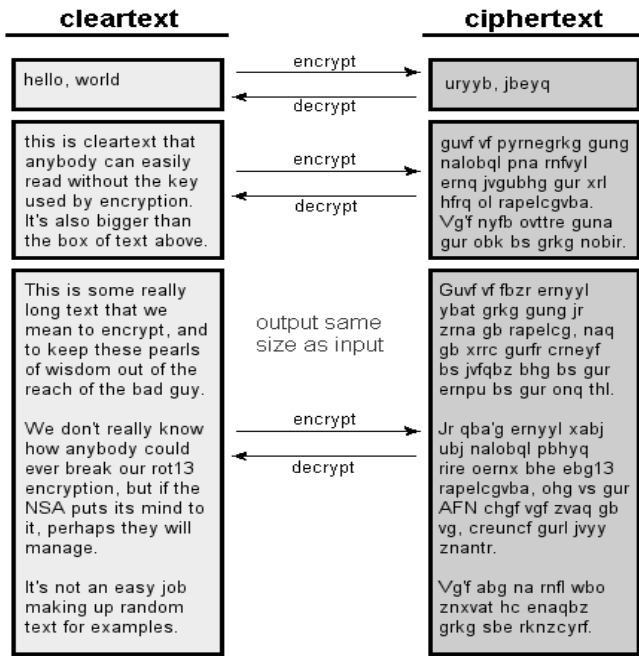 cleartext
ciphertext
hello, world
encrypt
decrypt
uryyb, jbeyq
this is cleartext that
anybody can easily
read without the key
used by encryption.
It's also bigger than
the box of text above.
encrypt
decrypt
guvf vf pyrnegrkg gung
nalobql pna rnfvyl
ernq jvgubhg gur xrl
hfrq ol rapelcgvba.
Vg'f nyfb ovttre guna
gur obk bs grkg nobir.
This is some really
long text that we
mean to encrypt, and
to keep these pearls
of wisdom out of the
reach of the bad guy.
We don't really know
how anybody could
ever break our rot13
encryption, but if the
NSA puts its mind to
it, perhaps they will
manage.
It's not an easy job
making up random
text for examples.
output same
size as input
encrypt
decrypt
Guvf vf fbzr ernyyl
ybat grkg gung jr
zrna gb rapelcg, naq
gb xrrc gurfr crneyf
bs jvfqbz bhg bs gur
ernpu bs gur onq thl.
Jr qba'g ernyyl xabj
ubj nalobql pbhyq
rire oernx bhe ebg13
rapelcgvba, ohg vs gur
AFN chgf vgf zvaq gb
vg, creuncf gurl jvyy
znantr.
Vg'f abg na rnfl wbo
znxvat hc enaqbz
grkg sbe rknzcyrf.